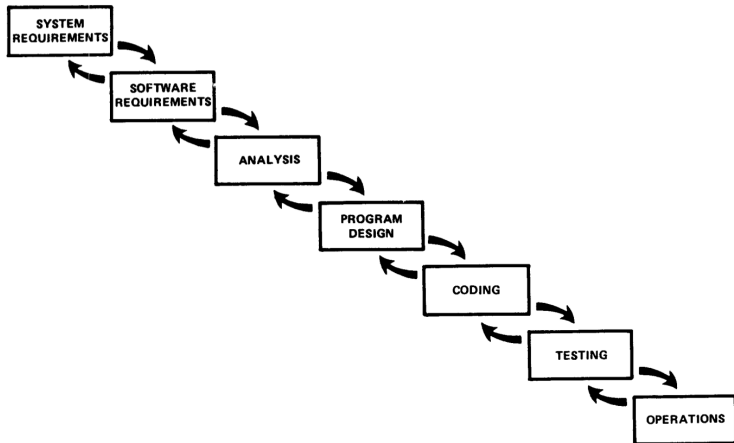 SYSTEM
REQUIREMENTS
SOFTWARE
REQUIREMENTS
ANALYSIS
PROGRAM
DESIGN
CODING
TESTING
OPERATIONS